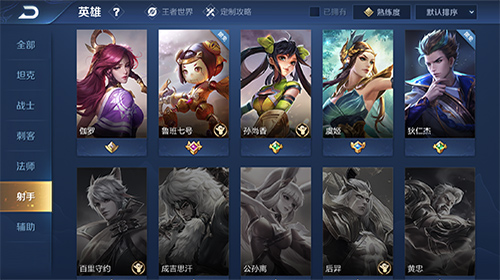 英雄 ? 王者世界 定制攻略 已拥有 熟练度 默认排序
全部
坦克
战士
刺客
法师
射手
辅助
伽罗 鲁班七号 孙尚香 虞姬 狄仁杰
百里守约 成吉思汗 公孙离 后羿 黄忠